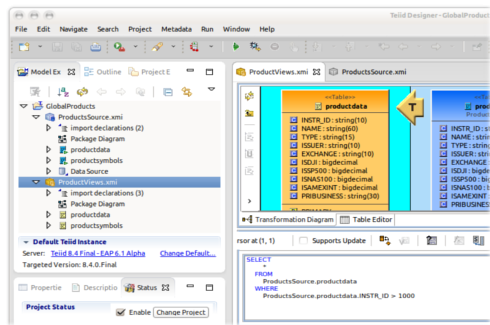 Teiid Designer - GlobalProduct
File Edit Navigate Search Project Metadata Run Window Help
Model Ex Outline Project E
ProductViews.xmi ProductsSource.xmi
GlobalProducts
ProductsSource.xmi
import declarations (2)
Package Diagram
productdata
productsymbols
Data Source
ProductViews.xmi
import declarations (3)
Package Diagram
productdata
productsymbols
Default Teiid Instance
Server: Teiid 8.4 Final - EAP 6.1 Alpha Change Default...
Targeted Version: 8.4.0.Final
Propertie Descriptio Status
Project Status
Enable Change Project
<<Table>>
productdata
INSTR_ID : string(10)
NAME : string(60)
TYPE : string(15)
ISSUER : string(10)
EXCHANGE : string(10)
ISDJI : bigdecimal
ISSP500 : bigdecimal
ISNAS100 : bigdecimal
ISAMEXINT : bigdecimal
PRIBUSINESS : string(30)
T
productd
Produc
INSTR_ID : s
NAME : strin
TYPE : string
ISSUER : stri
EXCHANGE
ISDJI : bigde
ISSP500 : big
ISNAS100 : b
ISAMEXINT
PRIBUSINES
Transformation Diagram Table Editor
rsor at (1, 1) Supports Update
SELECT
*
FROM
ProductsSource.productdata
WHERE
ProductsSource.productdata.INSTR_ID > 1000